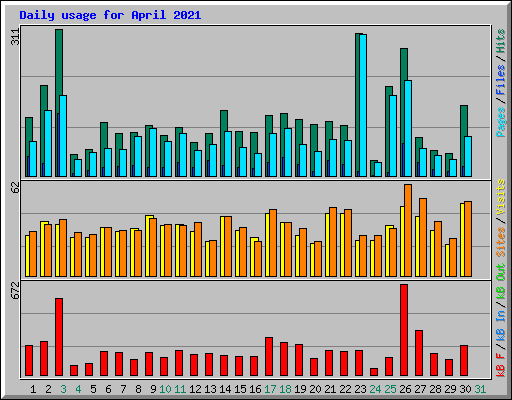 Daily usage for April 2021
311
Pages / Files / Hits
62
Sites / Visits
672
kB F / kB In / kB Out
1 2 3 4 5 6 7 8 9 10 11 12 13 14 15 16 17 18 19 20 21 22 23 24 25 26 27 28 29 30 31